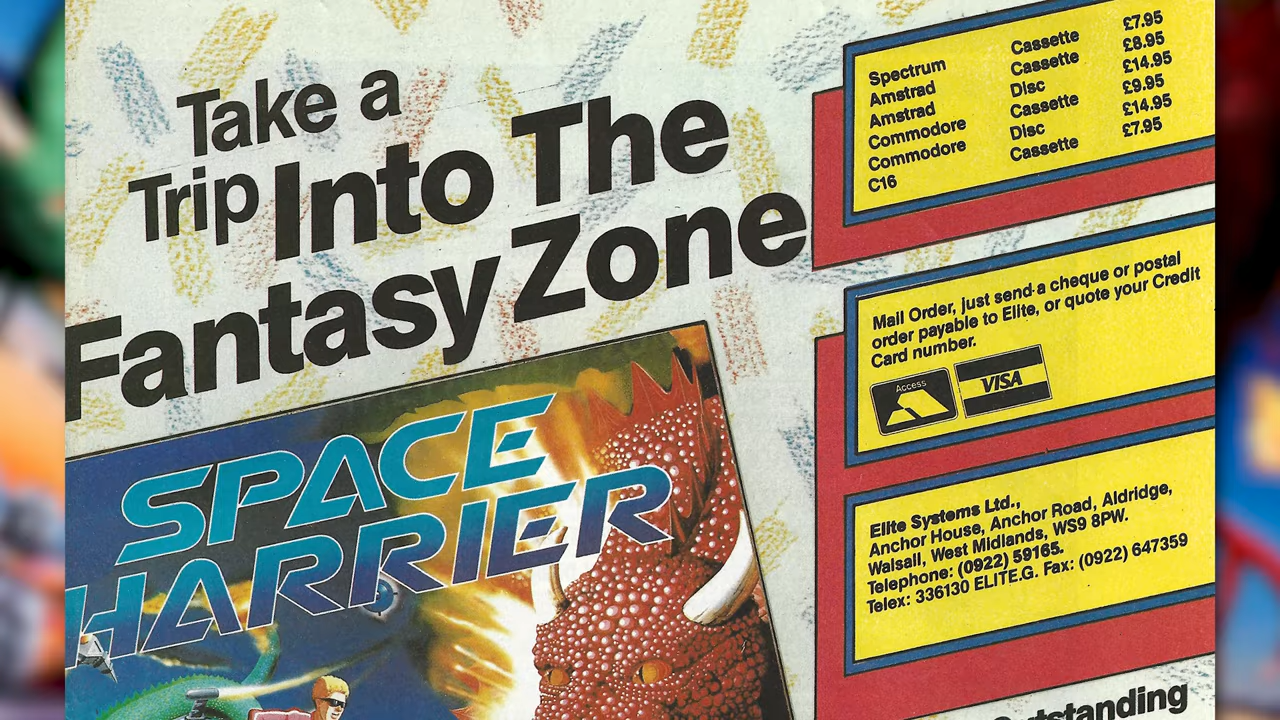 Take a
Trip Into The
Fantasy Zone
SPACE
HARRIER
Spectrum Cassette £7.95
Amstrad Cassette £8.95
Amstrad Disc £14.95
Commodore Cassette £9.95
Commodore Disc £14.95
C16 Cassette £7.95
Mail Order, just send a cheque or postal
order payable to Elite, or quote your Credit
Card number.
Access
VISA
Elite Systems Ltd.,
Anchor House, Anchor Road, Aldridge,
Walsall, West Midlands, WS9 8PW.
Telephone: (0922) 59165.
Telex: 336130 ELITE.G. Fax: (0922) 647359
Outstanding